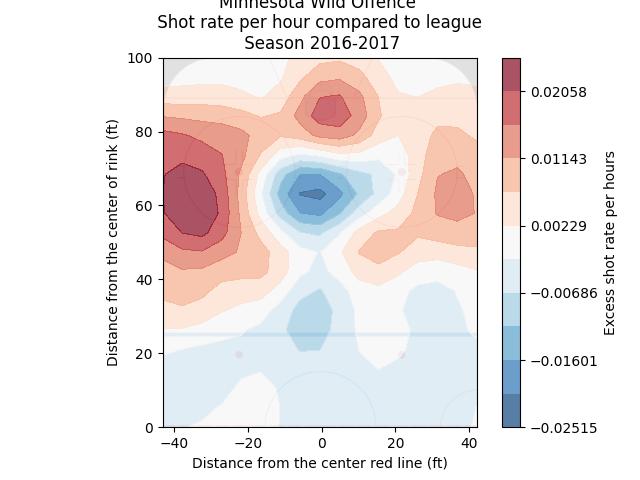 Minnesota Wild Offence
Shot rate per hour compared to league
Season 2016-2017
100
80
60
40
20
0
Distance from the center of rink (ft)
−40
−20
0
20
40
Distance from the center red line (ft)
0.02058
0.01143
0.00229
−0.00686
−0.01601
−0.02515
Excess shot rate per hours